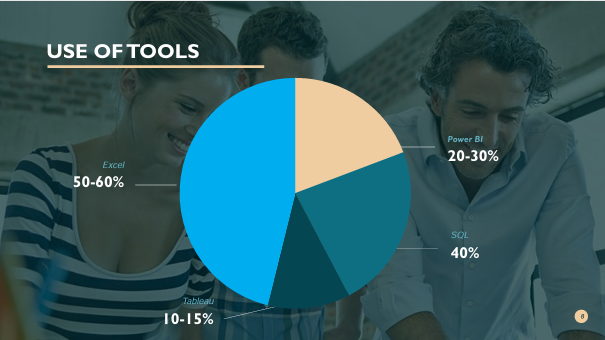 USE OF TOOLS
Power BI
20-30%
Excel
50-60%
SQL
40%
Tableau
10-15%
8